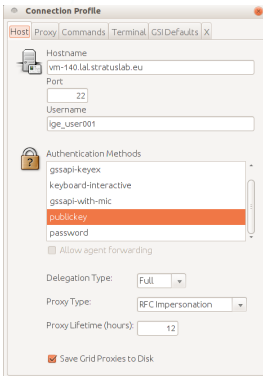 Connection Profile
Host Proxy Commands Terminal GSI Defaults X
Hostname
vm-140.lal.stratuslab.eu
Port
22
Username
ige_user001
Authentication Methods
gssapi-keyex
keyboard-interactive
gssapi-with-mic
publickey
password
Allow agent forwarding
Delegation Type: Full
Proxy Type: RFC Impersonation
Proxy Lifetime (hours): 12
Save Grid Proxies to Disk